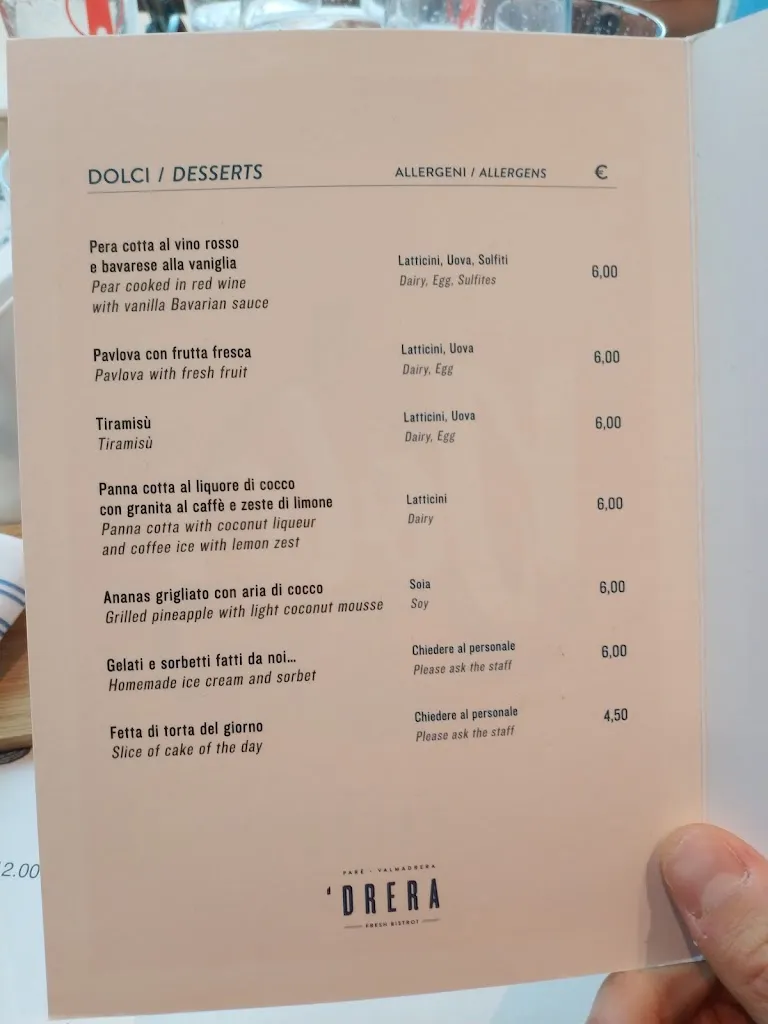 DOLCI / DESSERTS ALLERGENI / ALLERGENS €
Pera cotta al vino rosso
e bavarese alla vaniglia
Pear cooked in red wine
with vanilla Bavarian sauce
Latticini, Uova, Solfiti
Dairy, Egg, Sulfites
6,00
Pavlova con frutta fresca
Pavlova with fresh fruit
Latticini, Uova
Dairy, Egg
6,00
Tiramisù
Tiramisù
Latticini, Uova
Dairy, Egg
6,00
Panna cotta al liquore di cocco
con granita al caffè e zeste di limone
Panna cotta with coconut liqueur
and coffee ice with lemon zest
Latticini
Dairy
6,00
Ananas grigliato con aria di cocco
Grilled pineapple with light coconut mousse
Soia
Soy
6,00
Gelati e sorbetti fatti da noi...
Homemade ice cream and sorbet
Chiedere al personale
Please ask the staff
6,00
Fetta di torta del giorno
Slice of cake of the day
Chiedere al personale
Please ask the staff
4,50
2.00
PARÈ - VALMADRERA
'DRERA
FRESH BISTROT